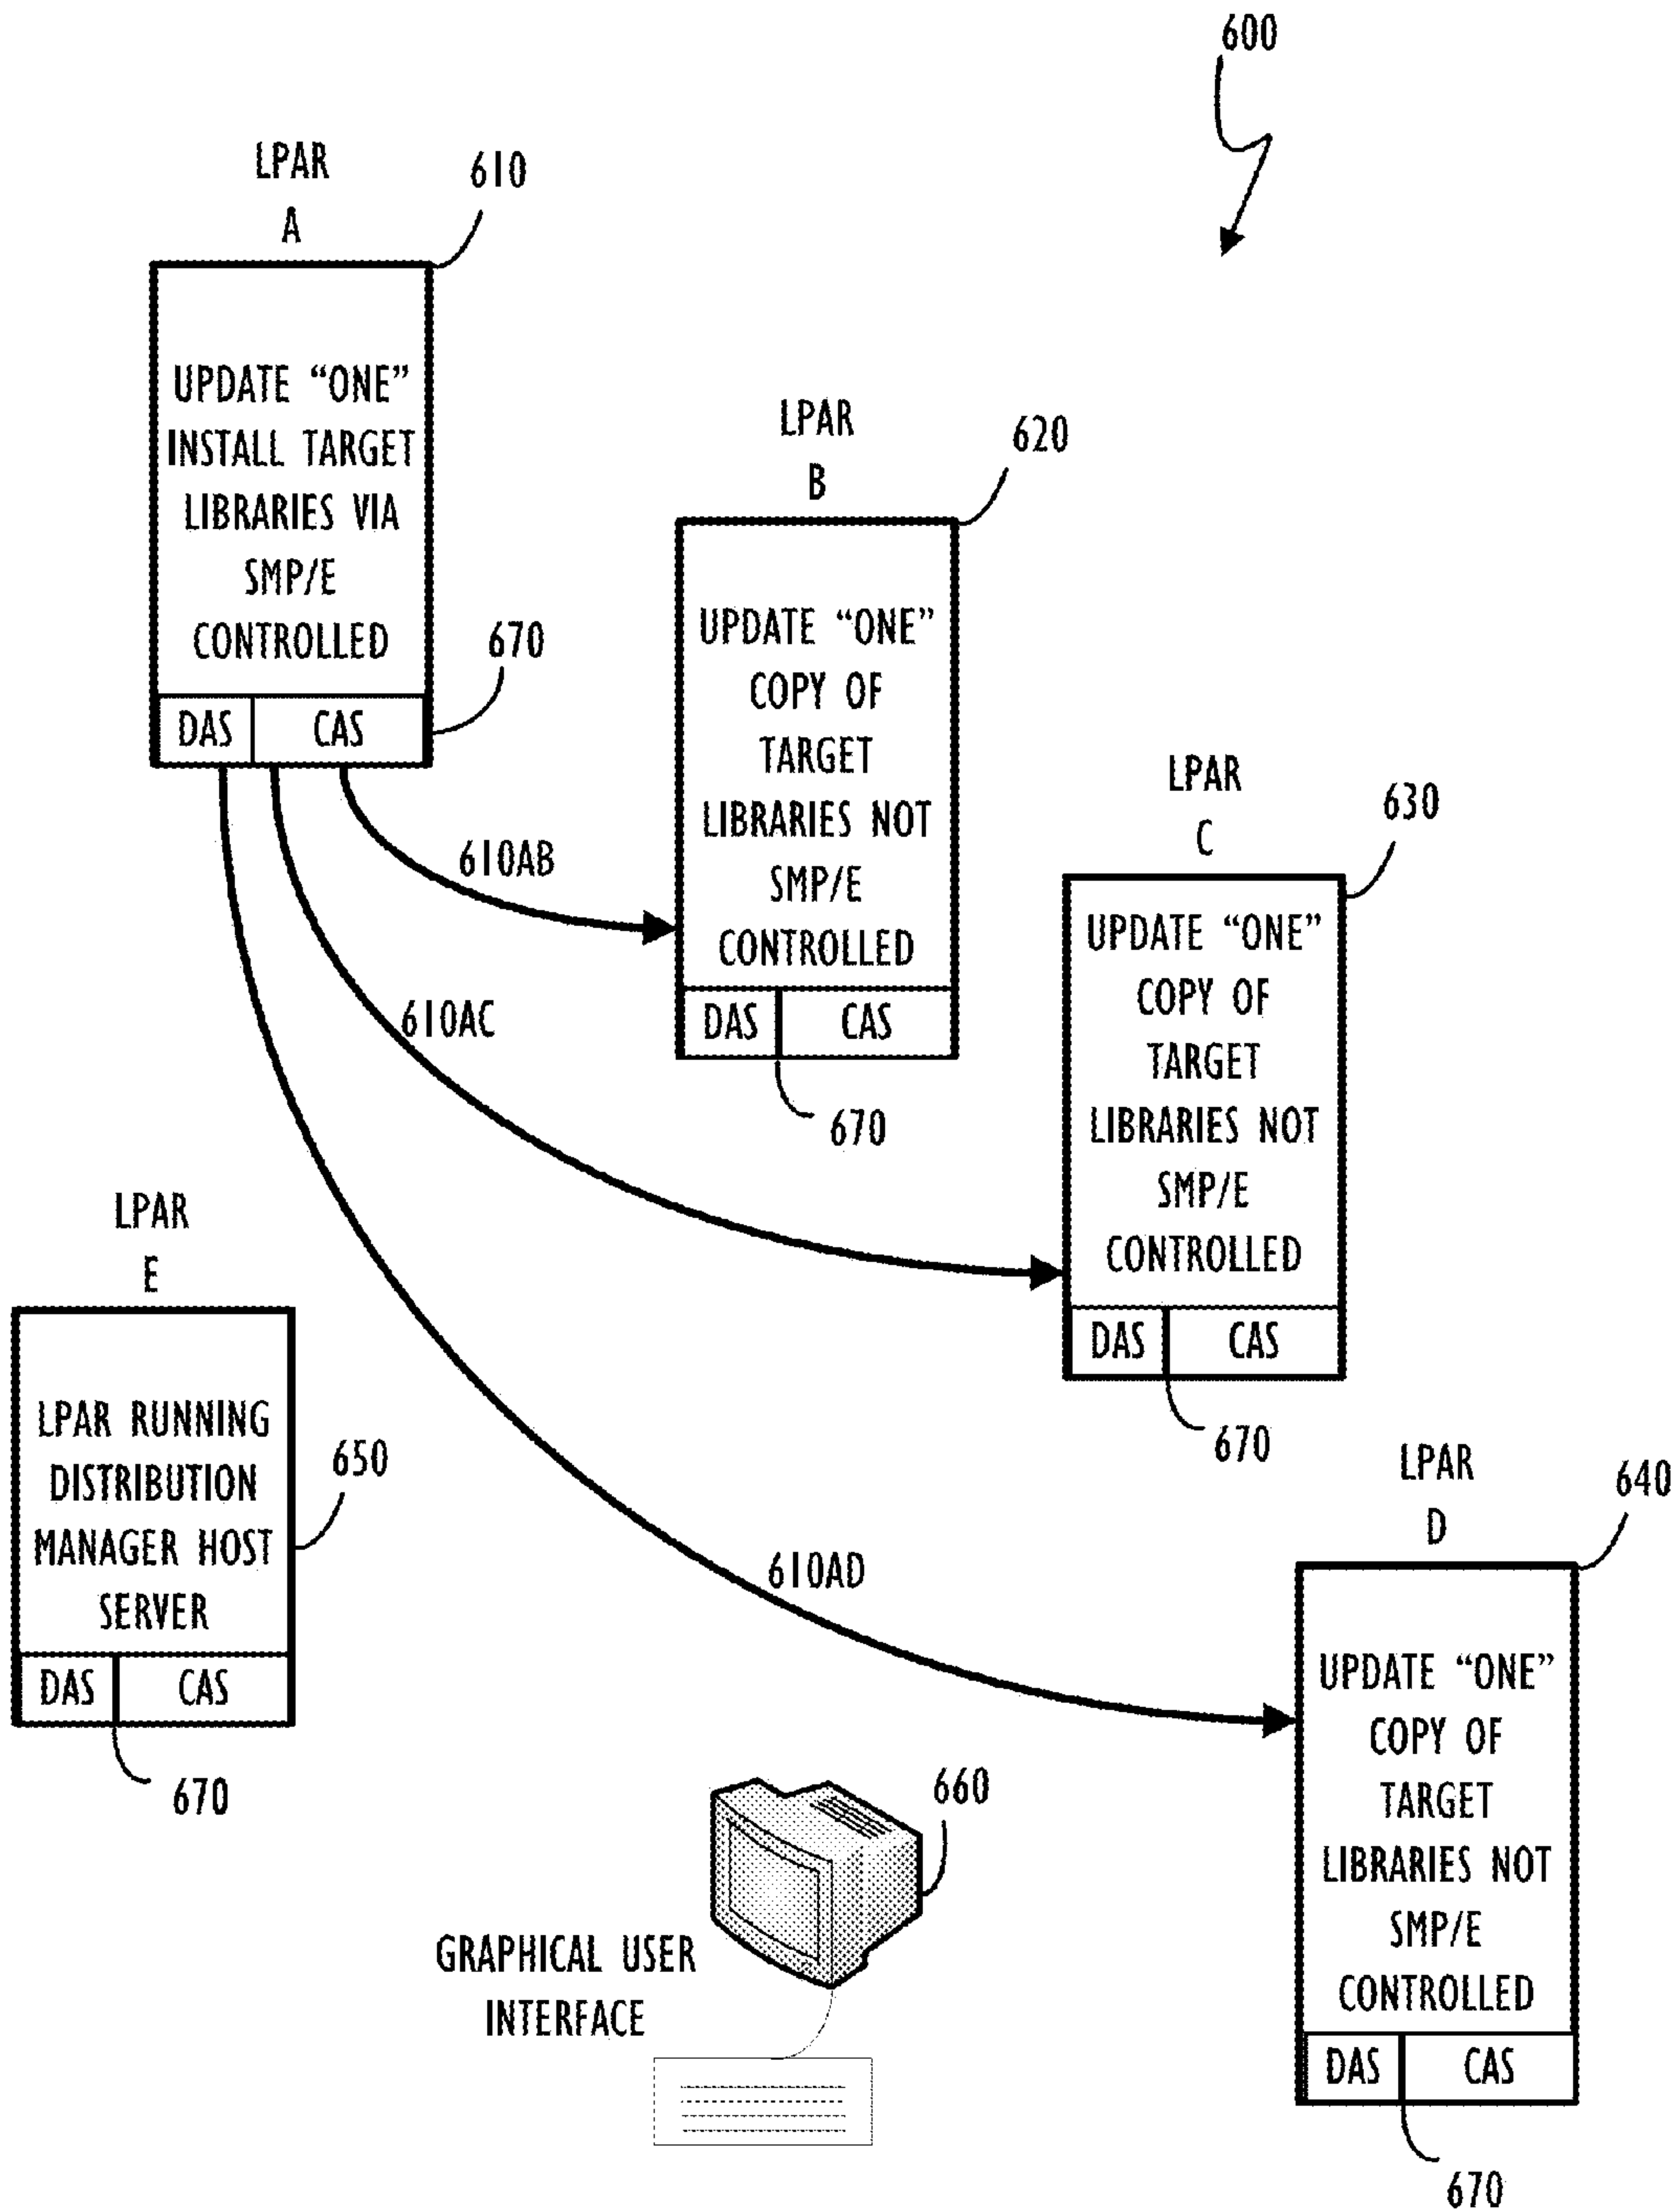 600
LPAR
A
610
UPDATE “ONE”
INSTALL TARGET
LIBRARIES VIA
SMP/E
CONTROLLED
670
DAS CAS
LPAR
B
620
UPDATE “ONE”
COPY OF
TARGET
LIBRARIES NOT
SMP/E
CONTROLLED
DAS CAS
670
610AB
610AC
610AD
LPAR
C
630
UPDATE “ONE”
COPY OF
TARGET
LIBRARIES NOT
SMP/E
CONTROLLED
DAS CAS
670
LPAR
E
LPAR RUNNING
DISTRIBUTION
MANAGER HOST
SERVER
650
DAS CAS
670
LPAR
D
640
UPDATE “ONE”
COPY OF
TARGET
LIBRARIES NOT
SMP/E
CONTROLLED
DAS CAS
670
660
GRAPHICAL USER
INTERFACE